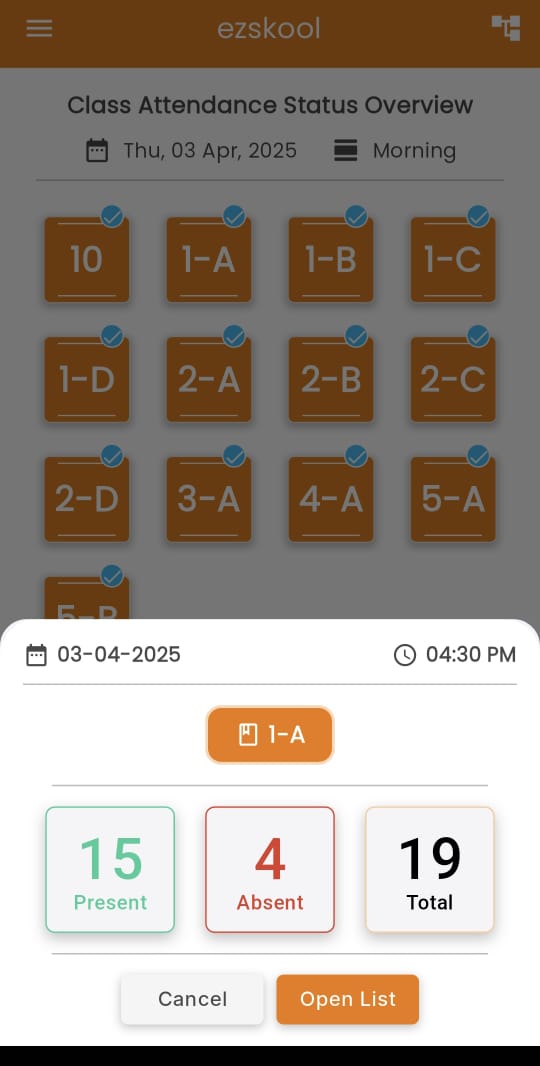 ezskool
Class Attendance Status Overview
Thu, 03 Apr, 2025 Morning
10 1-A 1-B 1-C
1-D 2-A 2-B 2-C
2-D 3-A 4-A 5-A
5-B
03-04-2025 04:30 PM
1-A
15 4 19
Present Absent Total
Cancel Open List